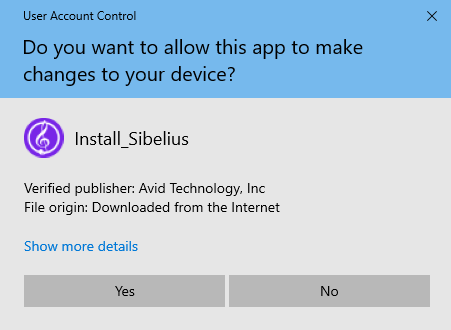 User Account Control
Do you want to allow this app to make
changes to your device?
Install_Sibelius
Verified publisher: Avid Technology, Inc
File origin: Downloaded from the Internet
Show more details
Yes
No